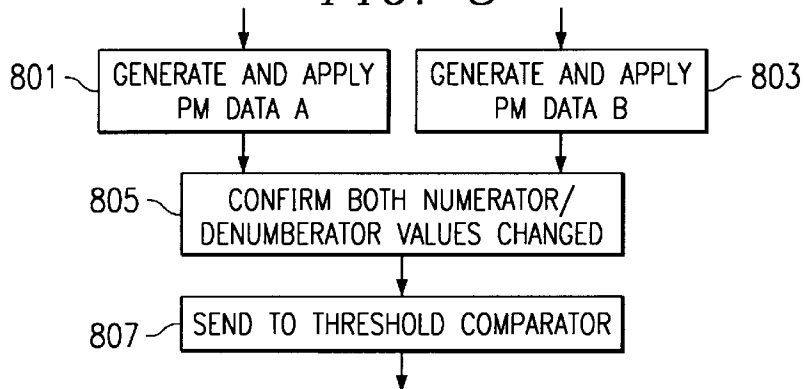 801
GENERATE AND APPLY
PM DATA A
GENERATE AND APPLY
PM DATA B
803
805
CONFIRM BOTH NUMERATOR/
DENUMBERATOR VALUES CHANGED
807
SEND TO THRESHOLD COMPARATOR